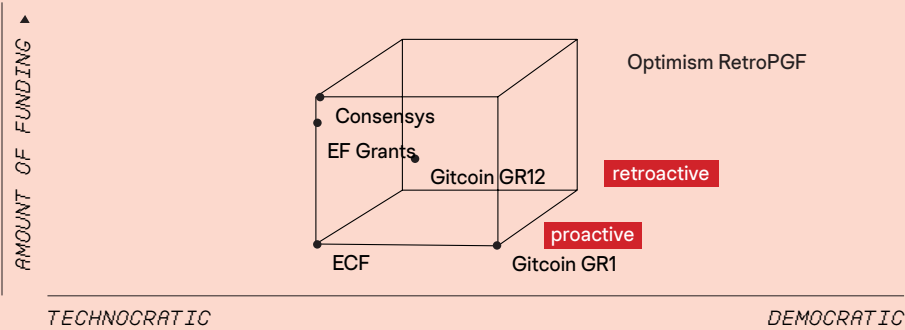 AMOUNT OF FUNDING
Optimism RetroPGF
Consensys
EF Grants
Gitcoin GR12
retroactive
proactive
ECF
Gitcoin GR1
TECHNOCRATIC
DEMOCRATIC